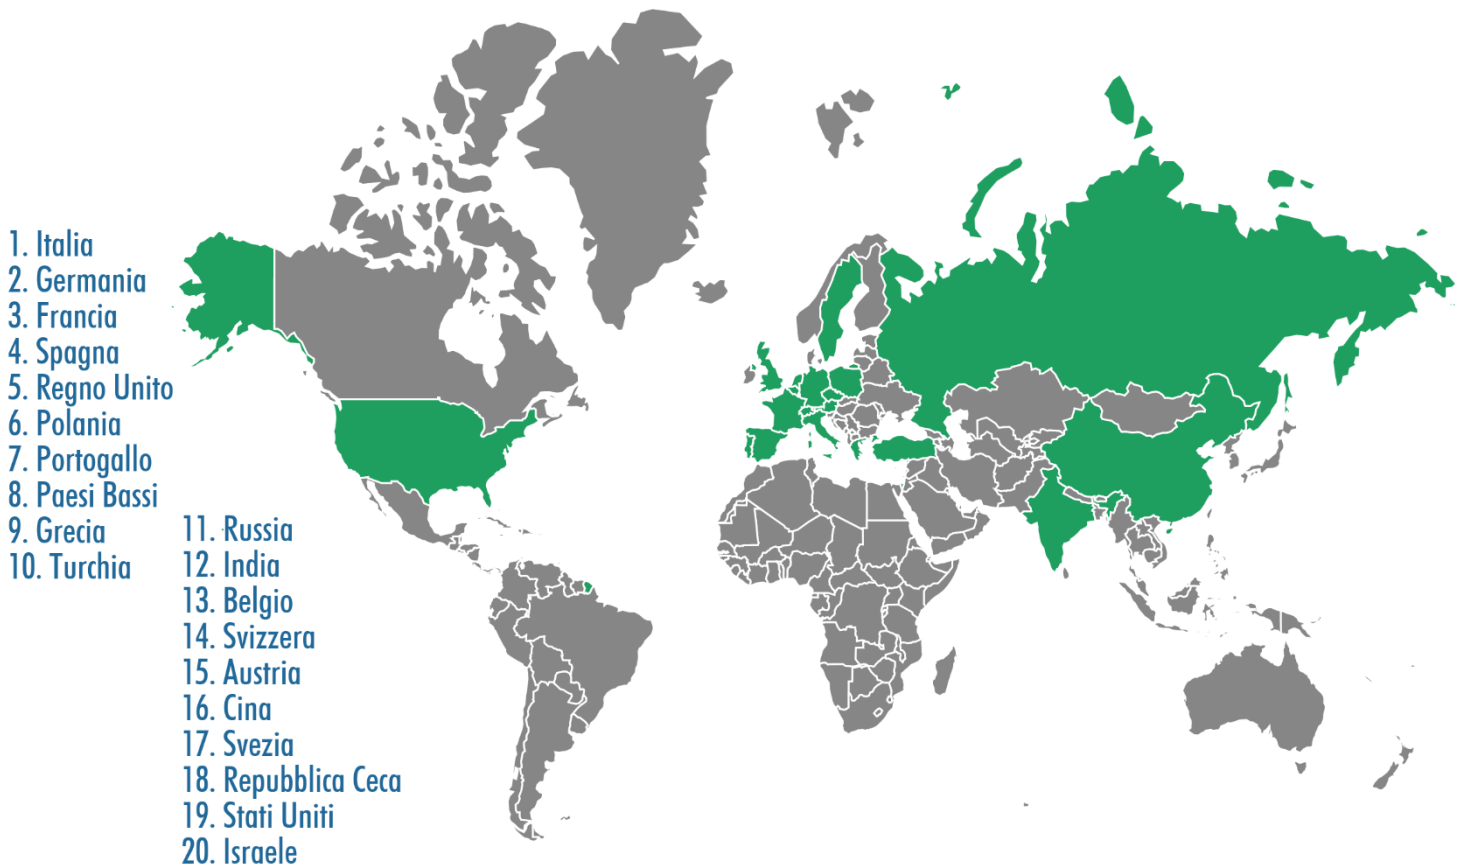 1. Italia
2. Germania
3. Francia
4. Spagna
5. Regno Unito
6. Polania
7. Portogallo
8. Paesi Bassi
9. Grecia
10. Turchia
11. Russia
12. India
13. Belgio
14. Svizzera
15. Austria
16. Cina
17. Svezia
18. Repubblica Ceca
19. Stati Uniti
20. Israele